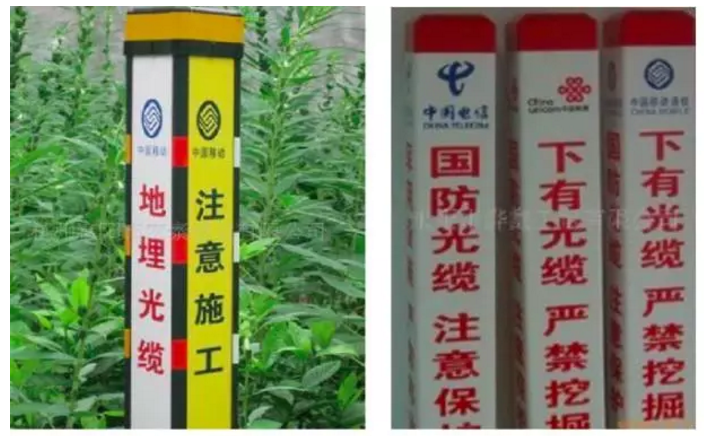 中国移动
地埋光缆
中国移动
注意施工
中国电信
CHINA TELECOM
国防光缆 注意保护
China
unicom中国联通
下有光缆 严禁挖掘
中国移动通信
CHINA MOBILE
下有光缆 严禁挖掘